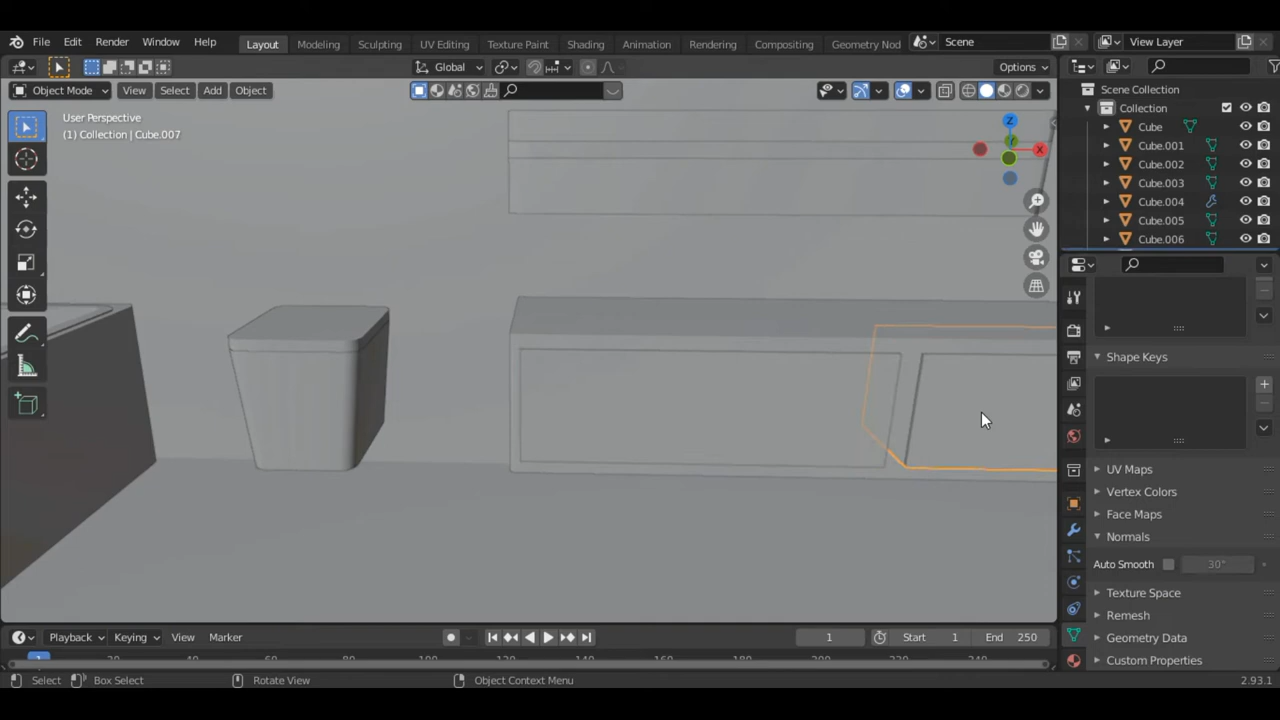 File Edit Render Window Help Layout Modeling Sculpting UV Editing Texture Paint Shading Animation Rendering Compositing Geometry Nod Scene View Layer
Global Options
Object Mode View Select Add Object
User Perspective
(1) Collection | Cube.007
Z
X
Scene Collection
Collection
Cube
Cube.001
Cube.002
Cube.003
Cube.004
Cube.005
Cube.006
Shape Keys
UV Maps
Vertex Colors
Face Maps
Normals
Auto Smooth 30°
Texture Space
Remesh
Geometry Data
Custom Properties
Playback Keying View Marker 1 Start 1 End 250
Select Box Select Rotate View Object Context Menu 2.93.1